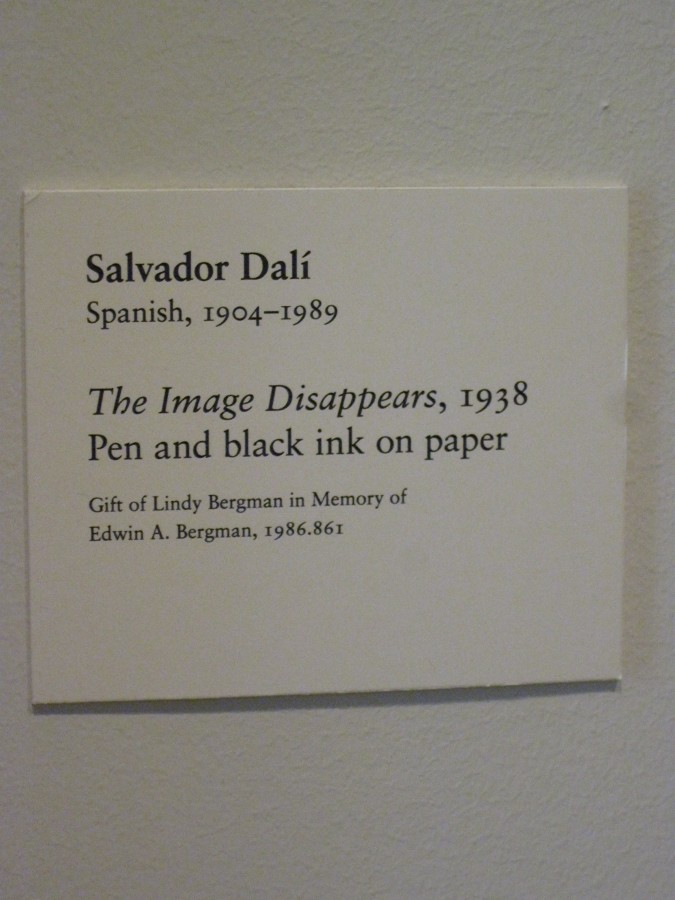 Salvador Dalí
Spanish, 1904–1989
The Image Disappears, 1938
Pen and black ink on paper
Gift of Lindy Bergman in Memory of
Edwin A. Bergman, 1986.861